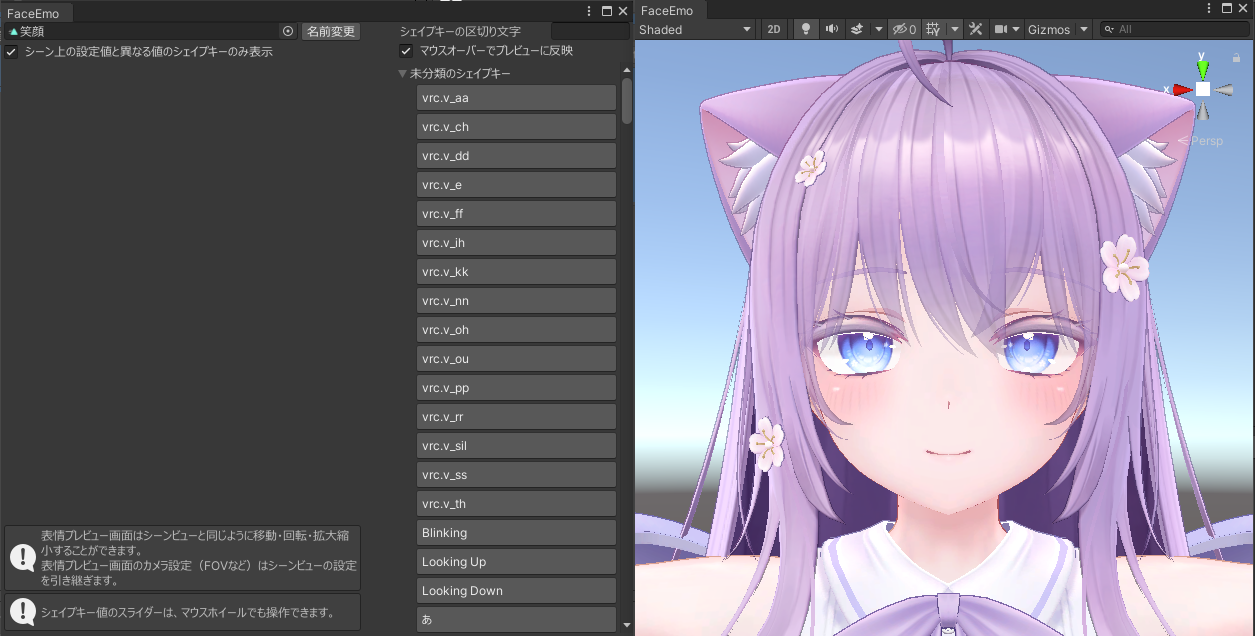 FaceEmo
笑顔
名前変更
シーン上の設定値と異なる値のシェイプキーのみ表示
表情プレビュー画面はシーンビューと同じように移動・回転・拡大縮
小することができます。
表情プレビュー画面のカメラ設定（FOVなど）はシーンビューの設定
を引き継ぎます。
シェイプキー値のスライダーは、マウスホイールでも操作できます。
シェイプキーの区切り文字
マウスオーバーでプレビューに反映
未分類のシェイプキー
vrc.v_aa
vrc.v_ch
vrc.v_dd
vrc.v_e
vrc.v_ff
vrc.v_ih
vrc.v_kk
vrc.v_nn
vrc.v_oh
vrc.v_ou
vrc.v_pp
vrc.v_rr
vrc.v_sil
vrc.v_ss
vrc.v_th
Blinking
Looking Up
Looking Down
あ
FaceEmo
Shaded
2D
0
Gizmos
All
y
x
Persp